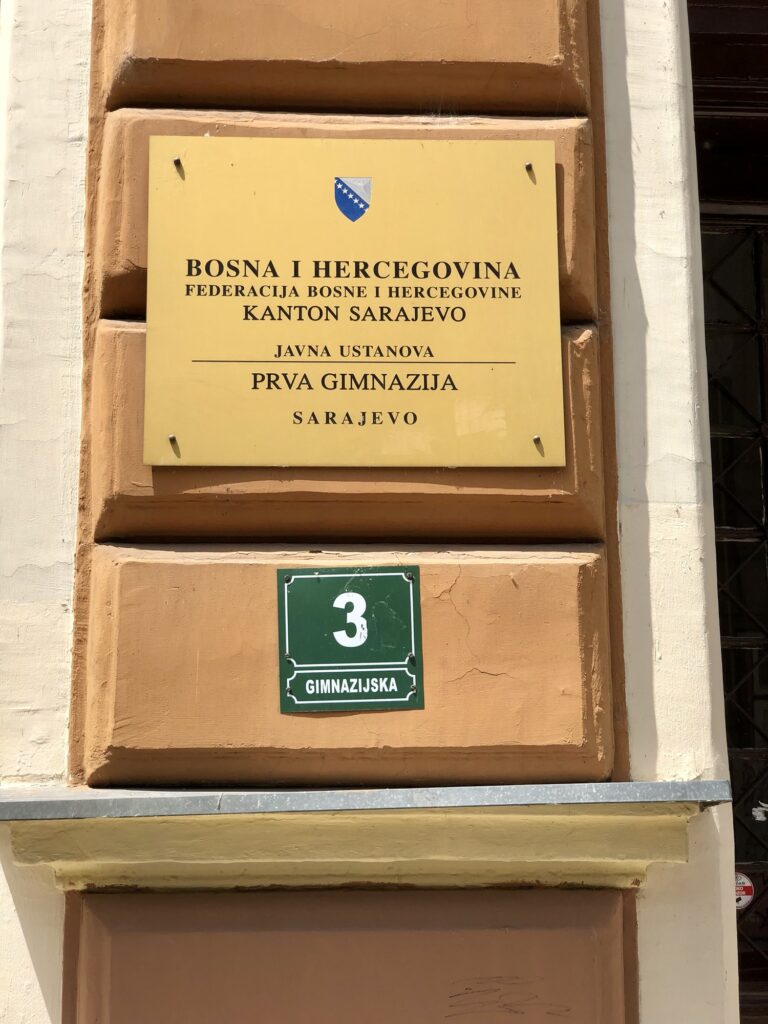 BOSNA I HERCEGOVINA
FEDERACIJA BOSNE I HERCEGOVINE
KANTON SARAJEVO
JAVNA USTANOVA
PRVA GIMNAZIJA
SARAJEVO
3
GIMNAZIJSKA